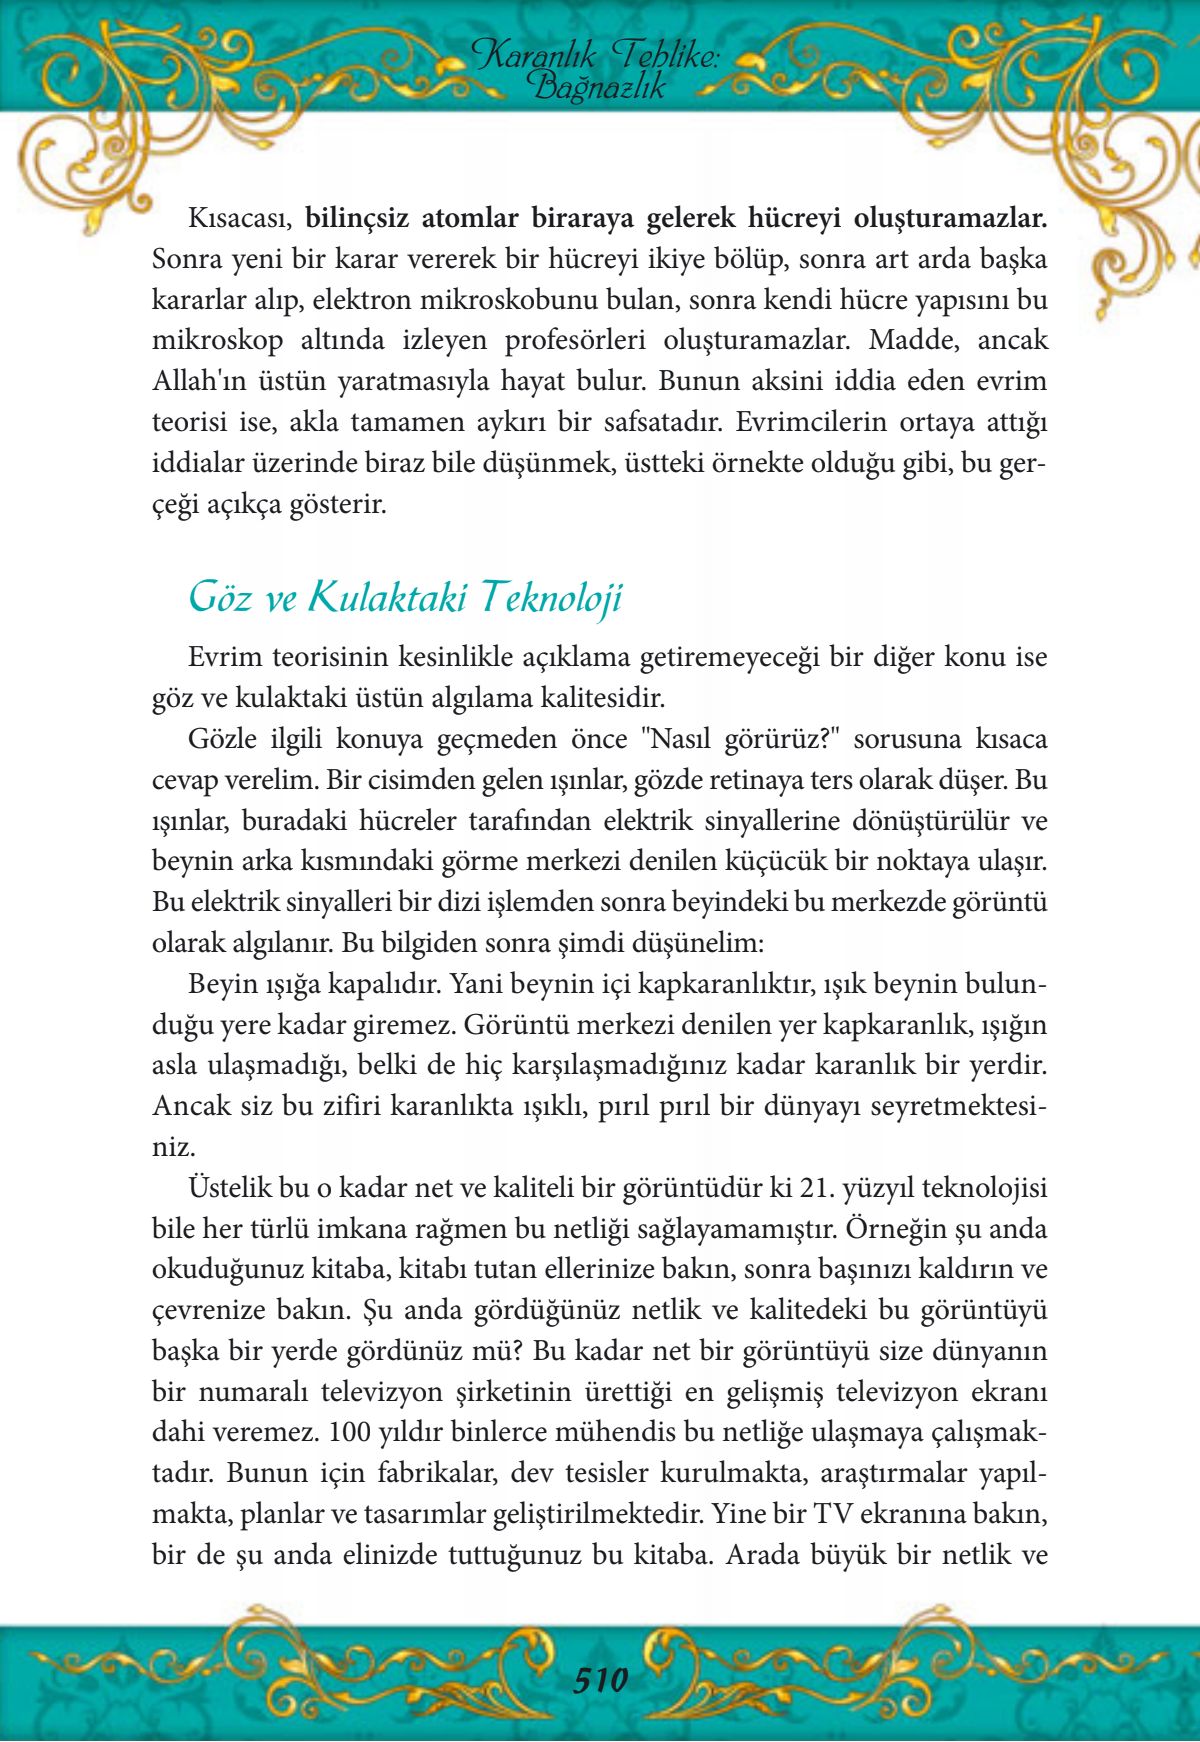 Karanlık Tehlike:
Bağnazlık
Kısacası, bilinçsiz atomlar biraraya gelerek hücreyi oluşturamazlar.
Sonra yeni bir karar vererek bir hücreyi ikiye bölüp, sonra art arda başka
kararlar alıp, elektron mikroskobunu bulan, sonra kendi hücre yapısını bu
mikroskop altında izleyen profesörleri oluşturamazlar. Madde, ancak
Allah'ın üstün yaratmasıyla hayat bulur. Bunun aksini iddia eden evrim
teorisi ise, akla tamamen aykırı bir safsatadır. Evrimcilerin ortaya attığı
iddialar üzerinde biraz bile düşünmek, üstteki örnekte olduğu gibi, bu ger-
çeği açıkça gösterir.
Göz ve Kulaktaki Teknoloji
Evrim teorisinin kesinlikle açıklama getiremeyeceği bir diğer konu ise
göz ve kulaktaki üstün algılama kalitesidir.
Gözle ilgili konuya geçmeden önce "Nasıl görürüz?" sorusuna kısaca
cevap verelim. Bir cisimden gelen ışınlar, gözde retinaya ters olarak düşer. Bu
ışınlar, buradaki hücreler tarafından elektrik sinyallerine dönüştürülür ve
beynin arka kısmındaki görme merkezi denilen küçücük bir noktaya ulaşır.
Bu elektrik sinyalleri bir dizi işlemden sonra beyindeki bu merkezde görüntü
olarak algılanır. Bu bilgiden sonra şimdi düşünelim:
Beyin ışığa kapalıdır. Yani beynin içi kapkaranlıktır, ışık beynin bulun-
duğu yere kadar giremez. Görüntü merkezi denilen yer kapkaranlık, ışığın
asla ulaşmadığı, belki de hiç karşılaşmadığınız kadar karanlık bir yerdir.
Ancak siz bu zifiri karanlıkta ışıklı, pırıl pırıl bir dünyayı seyretmektesi-
niz.
Üstelik bu o kadar net ve kaliteli bir görüntüdür ki 21. yüzyıl teknolojisi
bile her türlü imkana rağmen bu netliği sağlayamamıştır. Örneğin şu anda
okuduğunuz kitaba, kitabı tutan ellerinize bakın, sonra başınızı kaldırın ve
çevrenize bakın. Şu anda gördüğünüz netlik ve kalitedeki bu görüntüyü
başka bir yerde gördünüz mü? Bu kadar net bir görüntüyü size dünyanın
bir numaralı televizyon şirketinin ürettiği en gelişmiş televizyon ekranı
dahi veremez. 100 yıldır binlerce mühendis bu netliğe ulaşmaya çalışmak-
tadır. Bunun için fabrikalar, dev tesisler kurulmakta, araştırmalar yapıl-
makta, planlar ve tasarımlar geliştirilmektedir. Yine bir TV ekranına bakın,
bir de şu anda elinizde tuttuğunuz bu kitaba. Arada büyük bir netlik ve
510